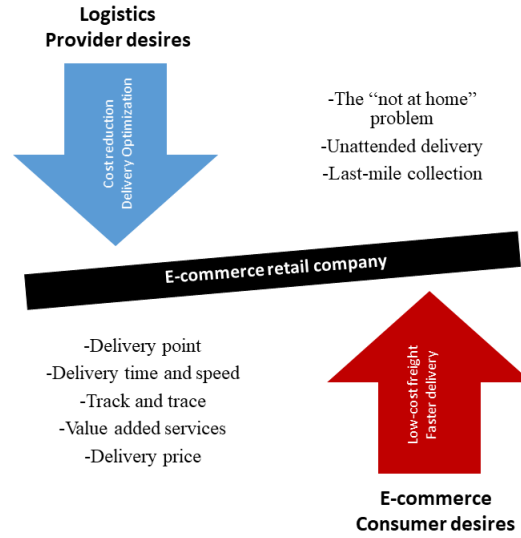 Logistics
Provider desires
Cost reduction
Delivery Optimization
-The “not at home”
problem
-Unattended delivery
-Last-mile collection
E-commerce retail company
-Delivery point
-Delivery time and speed
-Track and trace
-Value added services
-Delivery price
Low-cost freight
Faster delivery
E-commerce
Consumer desires